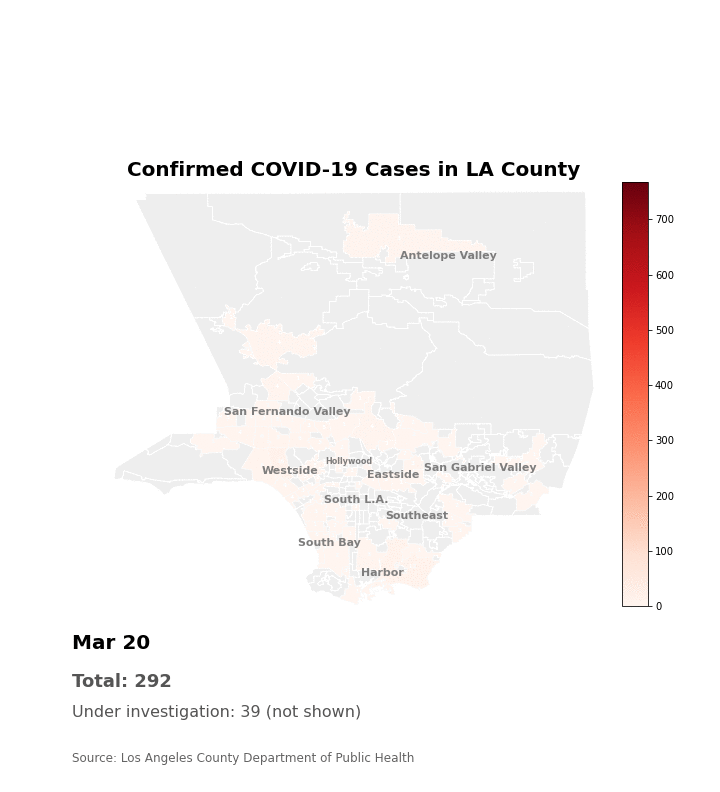 Confirmed COVID-19 Cases in LA County
700
600
500
400
300
200
100
0
Antelope Valley
San Fernando Valley
Hollywood
Westside
Eastside
San Gabriel Valley
South L.A.
Southeast
South Bay
Harbor
Mar 20
Total: 292
Under investigation: 39 (not shown)
Source: Los Angeles County Department of Public Health